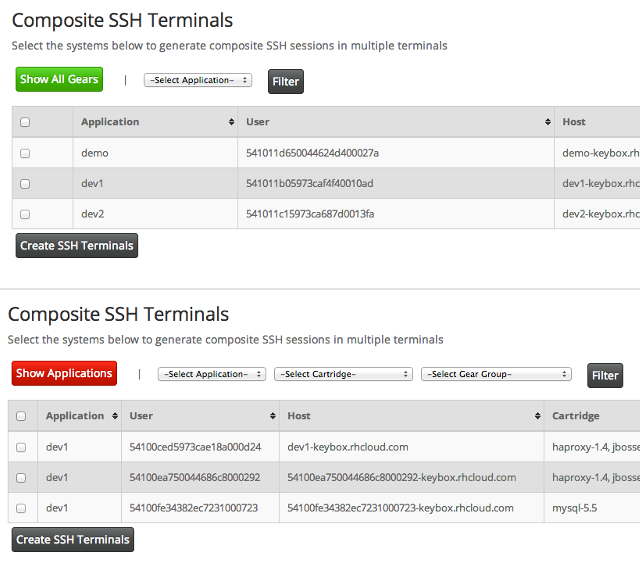 Composite SSH Terminals
Select the systems below to generate composite SSH sessions in multiple terminals
Show All Gears | -Select Application- Filter
Application User Host
demo 541011d650044624d400027a demo-keybox.rh
dev1 541011b05973caf4f40010ad dev1-keybox.rhc
dev2 541011c15973ca687d0013fa dev2-keybox.rhc
Create SSH Terminals
Composite SSH Terminals
Select the systems below to generate composite SSH sessions in multiple terminals
Show Applications | -Select Application- -Select Cartridge- -Select Gear Group- Filter
Application User Host Cartridge
dev1 54100ced5973cae18a000d24 dev1-keybox.rhcloud.com haproxy-1.4, jbosse
dev1 54100ea750044686c8000292 54100ea750044686c8000292-keybox.rhcloud.com haproxy-1.4, jbosse
dev1 54100fe34382ec7231000723 54100fe34382ec7231000723-keybox.rhcloud.com mysql-5.5
Create SSH Terminals